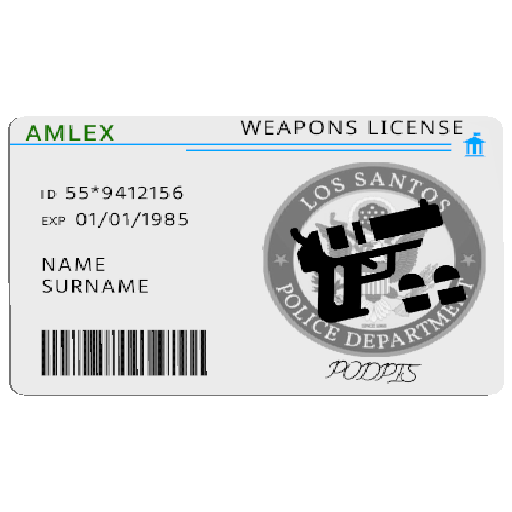 AMLEX
WEAPONS LICENSE
ID 55*9412156
EXP 01/01/1985
NAME
SURNAME
LOS SANTOS
POLICE DEPARTMENT
PODPIS